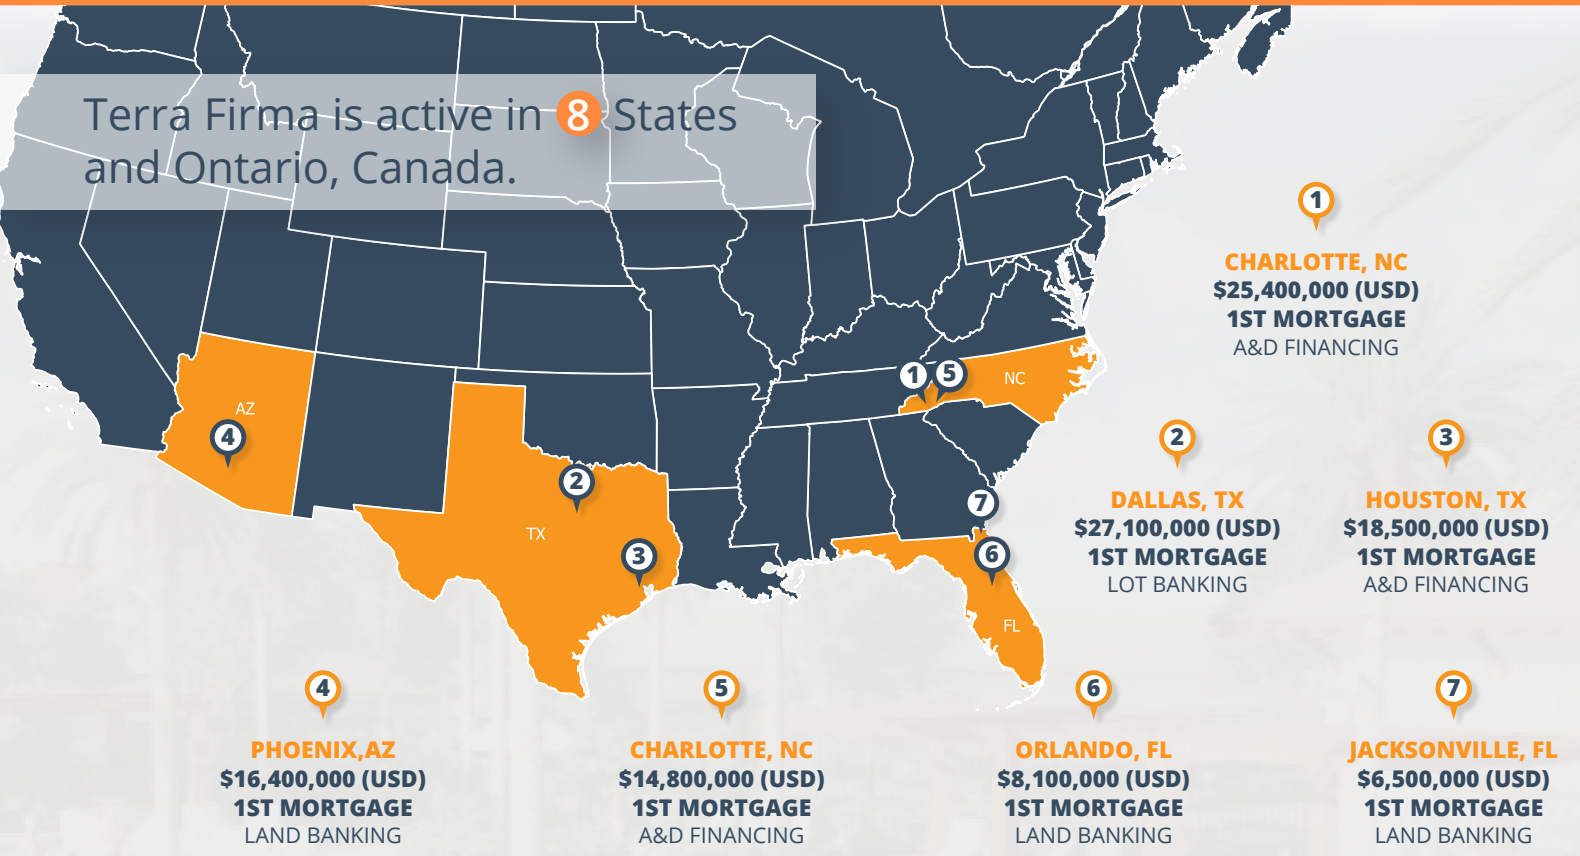 Terra Firma is active in 8 States
and Ontario, Canada.
1
CHARLOTTE, NC
$25,400,000 (USD)
1ST MORTGAGE
A&D FINANCING
1 5
NC
AZ
4
2
TX
3
7
6
FL
2
DALLAS, TX
$27,100,000 (USD)
1ST MORTGAGE
LOT BANKING
3
HOUSTON, TX
$18,500,000 (USD)
1ST MORTGAGE
A&D FINANCING
4
PHOENIX,AZ
$16,400,000 (USD)
1ST MORTGAGE
LAND BANKING
5
CHARLOTTE, NC
$14,800,000 (USD)
1ST MORTGAGE
A&D FINANCING
6
ORLANDO, FL
$8,100,000 (USD)
1ST MORTGAGE
LAND BANKING
7
JACKSONVILLE, FL
$6,500,000 (USD)
1ST MORTGAGE
LAND BANKING